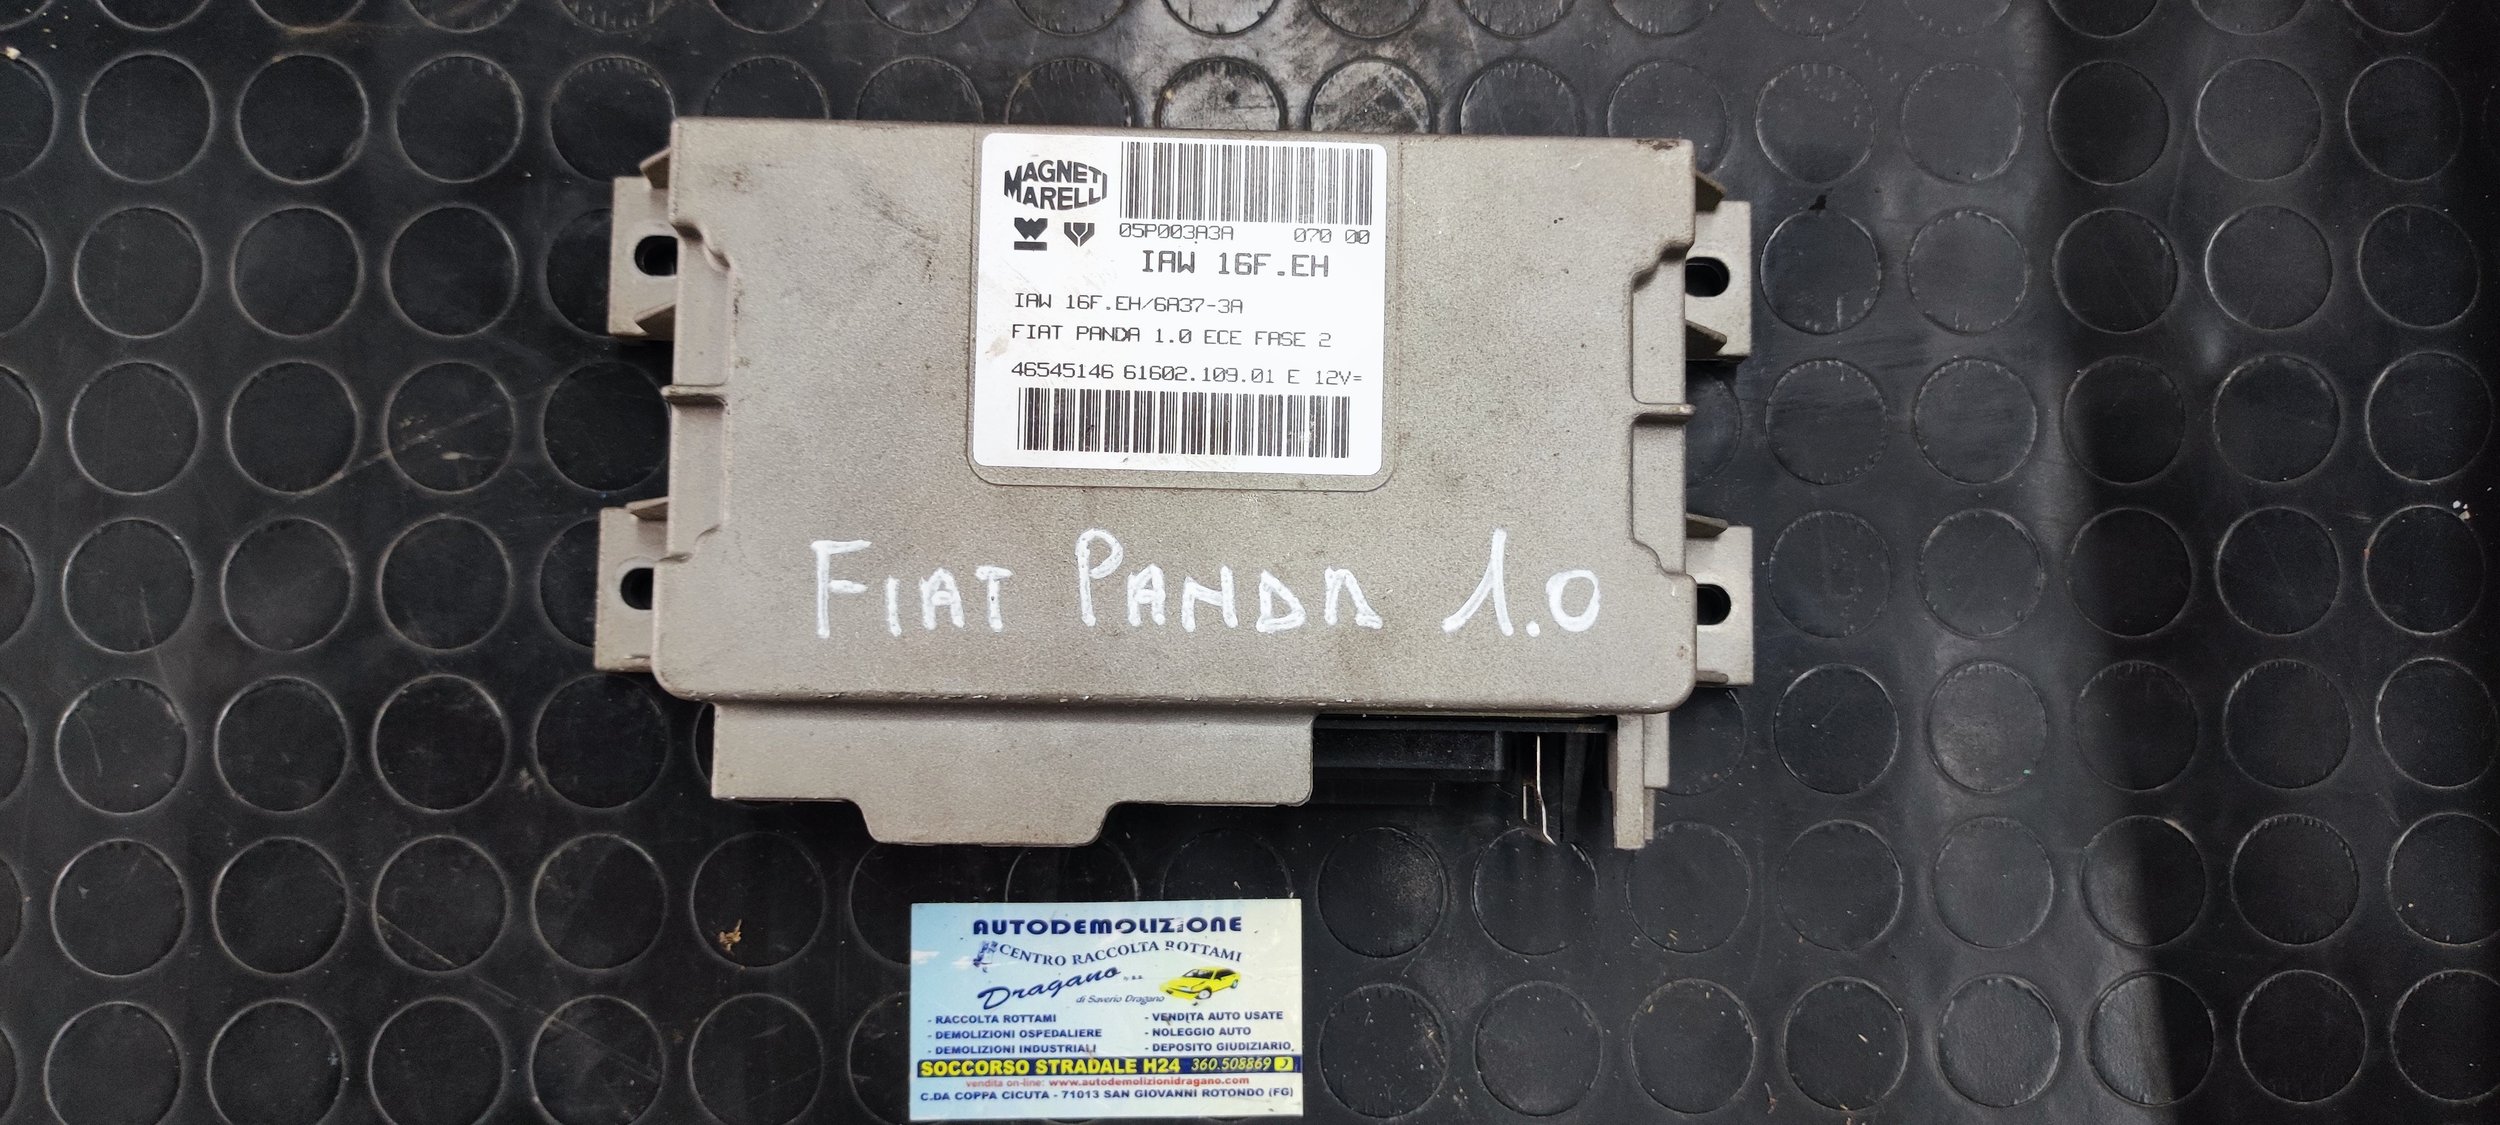 MAGNETI
MARELLI
05P003A3A 070 00
IAW 16F.EH
IAW 16F.EH/6A37-3A
FIAT PANDA 1.0 ECE FASE 2
46545146 61602.109.01 E 12V=
FIAT PANDA 1.0
AUTODEMOLIZIONE
CENTRO RACCOLTA ROTTAMI
Dragano
di Saverio Dragano
- RACCOLTA ROTTAMI
- DEMOLIZIONI OSPEDALIERE
- DEMOLIZIONI INDUSTRIALI
- VENDITA AUTO USATE
- NOLEGGIO AUTO
- DEPOSITO GIUDIZIARIO
SOCCORSO STRADALE H24 360.508869
vendita on-line: www.autodemolizionidragano.com
C.DA COPPA CICUTA - 71013 SAN GIOVANNI ROTONDO (FG)